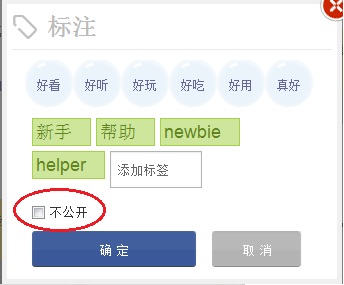 标注
好看 好听 好玩 好吃 好用 真好
新手 帮助 newbie
helper 添加标签
不公开
确定 取消